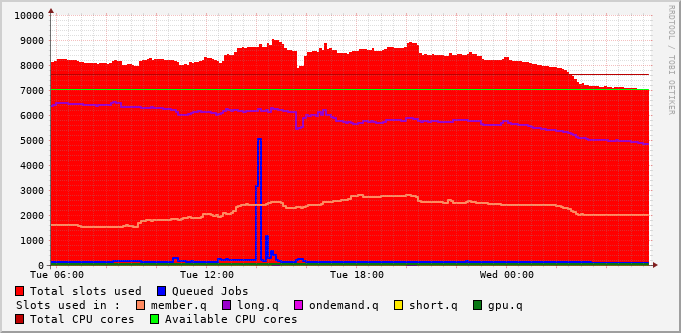 10000
9000
8000
7000
6000
5000
4000
3000
2000
1000
0
Tue 06:00 Tue 12:00 Tue 18:00 Wed 00:00
RRDTOOL / TOBI OETIKER
Total slots used Queued Jobs
Slots used in : member.q long.q ondemand.q short.q gpu.q
Total CPU cores Available CPU cores